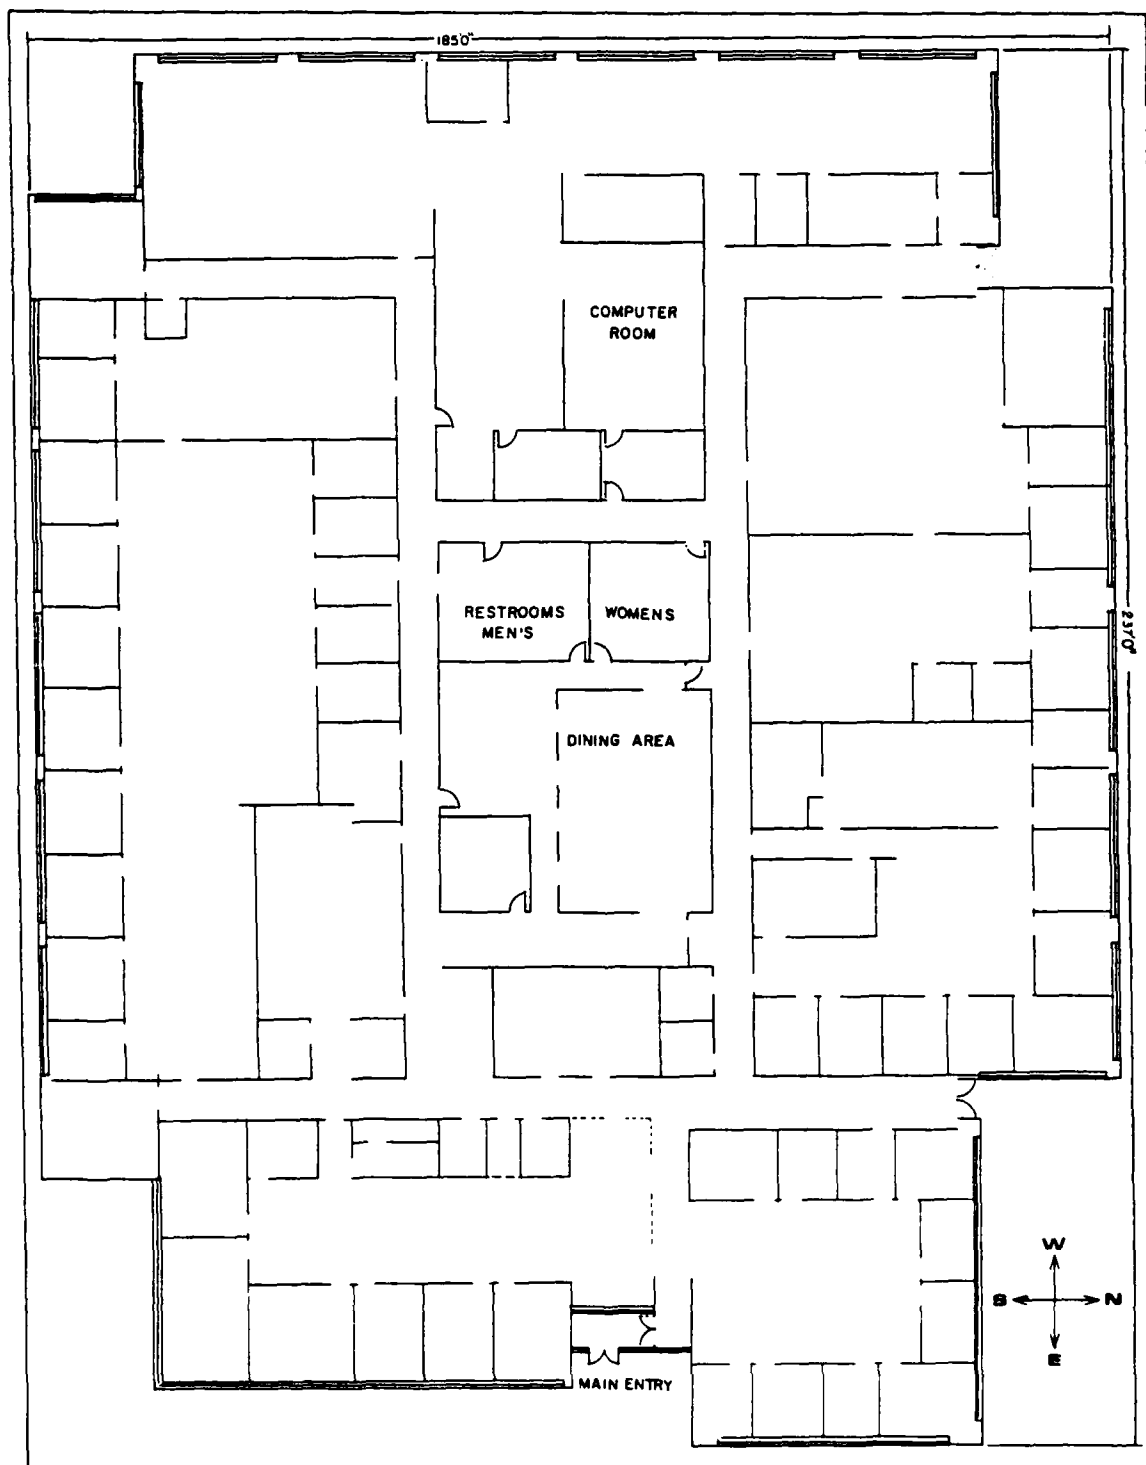 185'0"
COMPUTER
ROOM
RESTROOMS
MEN'S
WOMENS
237'0"
DINING AREA
W
S N
E
MAIN ENTRY